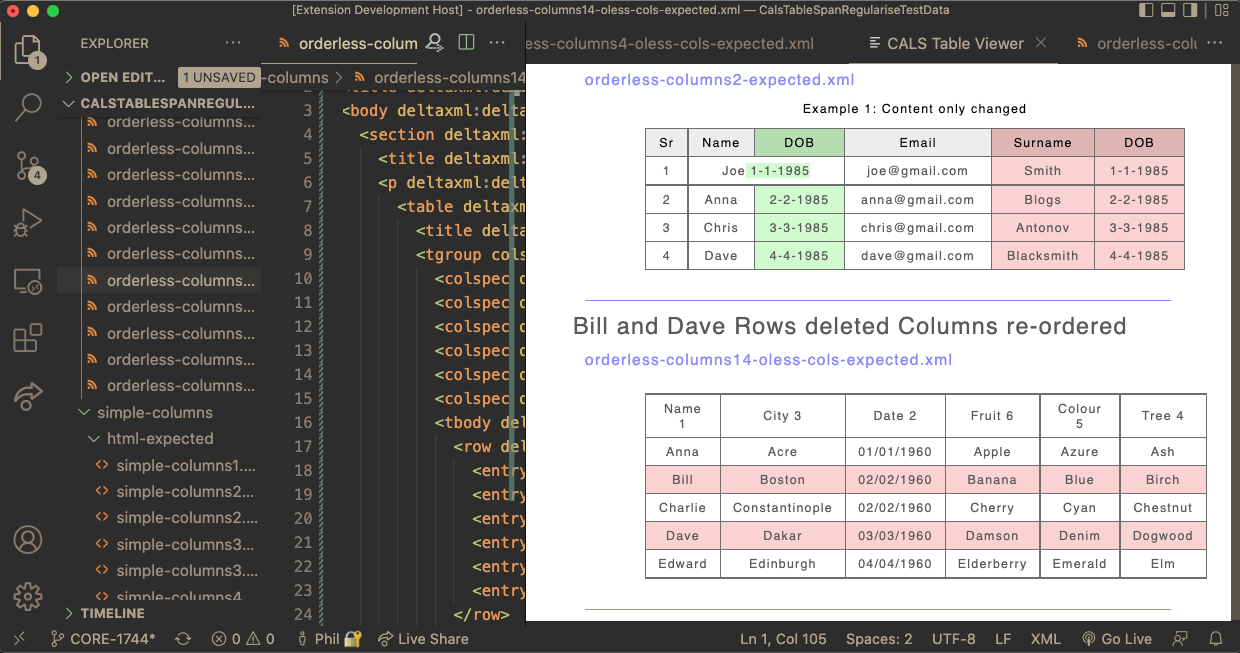 [Extension Development Host] - orderless-columns14-oless-cols-expected.xml — CalsTableSpanRegulariseTestData
1
4
EXPLORER
OPEN EDIT... 1 UNSAVED
CALSTABLESPANREGUL...
orderless-columns...
orderless-columns...
orderless-columns...
orderless-columns...
orderless-columns...
orderless-columns...
orderless-columns...
orderless-columns...
orderless-columns...
orderless-columns...
orderless-columns...
simple-columns
html-expected
simple-columns1....
simple-columns2...
simple-columns2....
simple-columns3...
simple-columns3....
simple-columns4
TIMELINE
orderless-colum
-columns > orderless-columns14
3 <body deltaxml:delta
4 <section deltaxml:
5 <title deltaxml:
6 <p deltaxml:delt
7 <table deltaxm
8 <title delta
9 <tgroup cols
10 <colspec d
11 <colspec d
12 <colspec d
13 <colspec d
14 <colspec d
15 <colspec d
16 <tbody del
17 <row del
18 <entry
19 <entry
20 <entry
21 <entry
22 <entry
23 <entry
24 </row>
ess-columns4-oless-cols-expected.xml
CALS Table Viewer
orderless-colu
orderless-columns2-expected.xml
Example 1: Content only changed
Sr Name DOB Email Surname DOB
1 Joe 1-1-1985 joe@gmail.com Smith 1-1-1985
2 Anna 2-2-1985 anna@gmail.com Blogs 2-2-1985
3 Chris 3-3-1985 chris@gmail.com Antonov 3-3-1985
4 Dave 4-4-1985 dave@gmail.com Blacksmith 4-4-1985
Bill and Dave Rows deleted Columns re-ordered
orderless-columns14-oless-cols-expected.xml
Name 1 City 3 Date 2 Fruit 6 Colour 5 Tree 4
Anna Acre 01/01/1960 Apple Azure Ash
Bill Boston 02/02/1960 Banana Blue Birch
Charlie Constantinople 02/02/1960 Cherry Cyan Chestnut
Dave Dakar 03/03/1960 Damson Denim Dogwood
Edward Edinburgh 04/04/1960 Elderberry Emerald Elm
CORE-1744* 0 0 Phil Live Share Ln 1, Col 105 Spaces: 2 UTF-8 LF XML Go Live